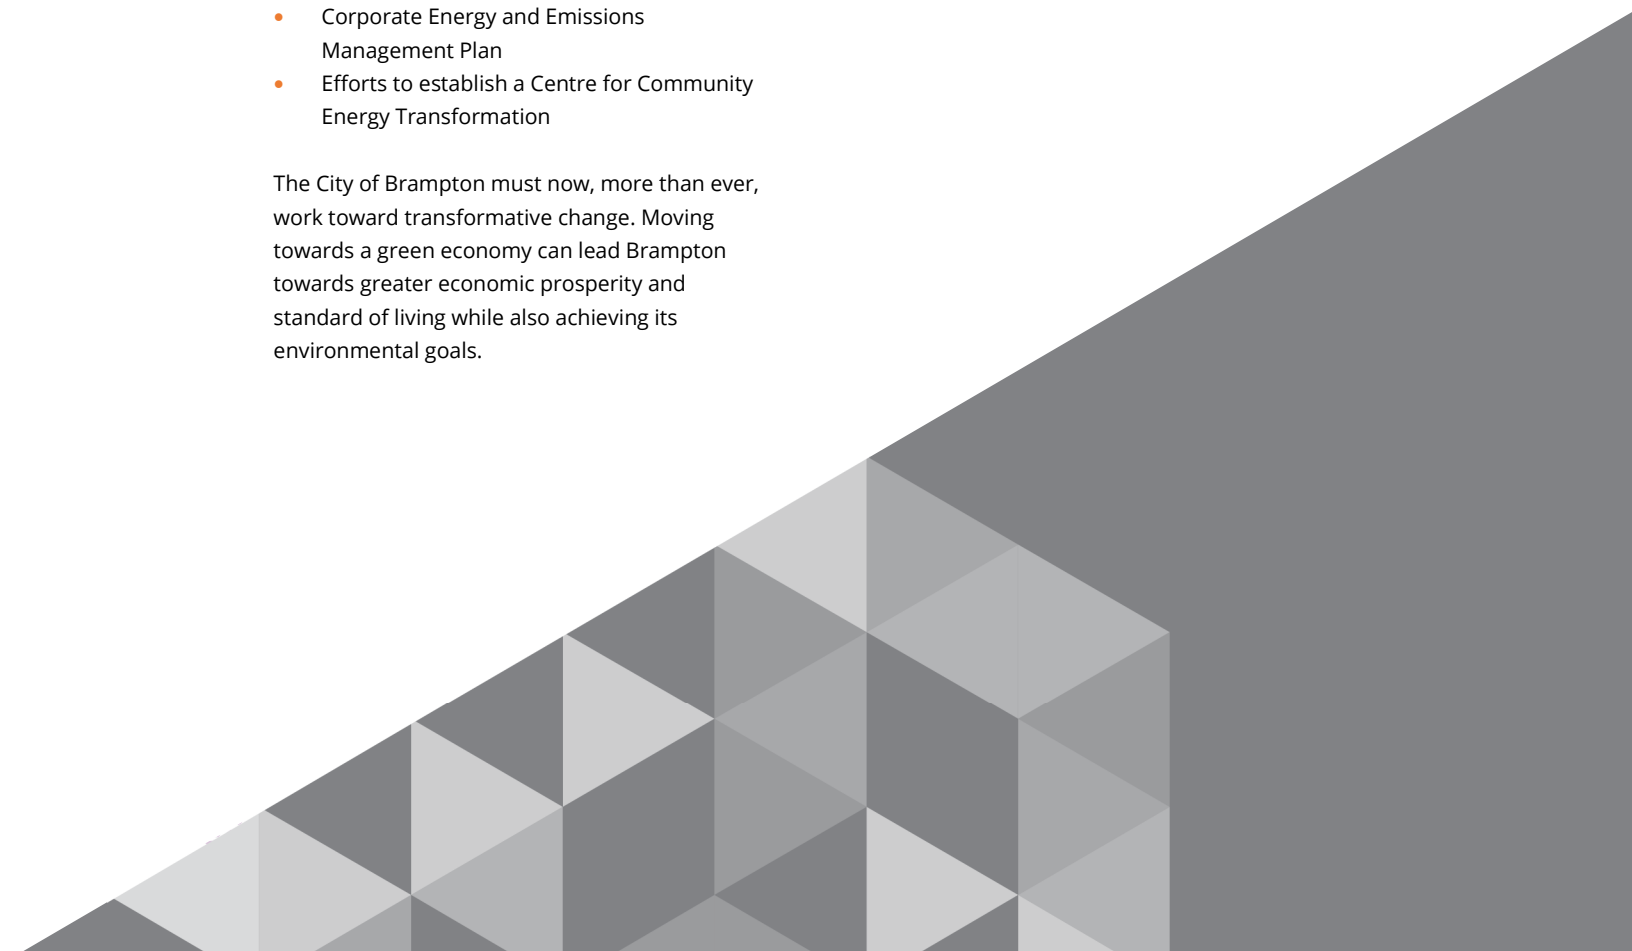 • Corporate Energy and Emissions
Management Plan
• Efforts to establish a Centre for Community
Energy Transformation
The City of Brampton must now, more than ever,
work toward transformative change. Moving
towards a green economy can lead Brampton
towards greater economic prosperity and
standard of living while also achieving its
environmental goals.